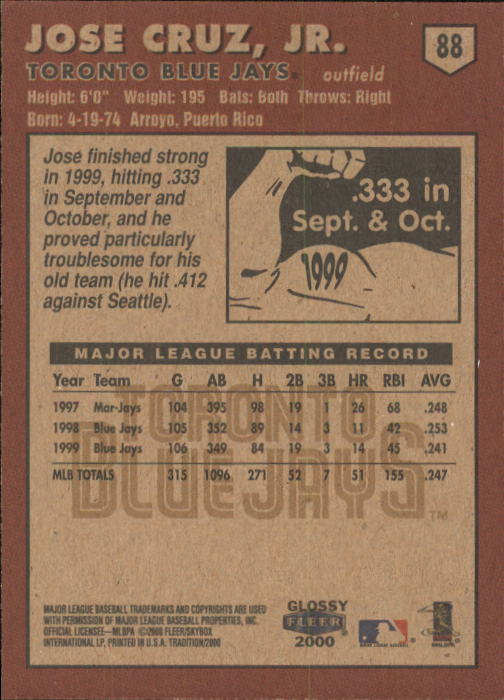 JOSE CRUZ, JR.
88
TORONTO BLUE JAYS® outfield
Height: 6'0" Weight: 195 Bats: Both Throws: Right
Born: 4-19-74 Arroyo, Puerto Rico
Jose finished strong
in 1999, hitting .333
in September and
October, and he
proved particularly
troublesome for his
old team (he hit .412
against Seattle).
.333 in
Sept. & Oct.
1999
MAJOR LEAGUE BATTING RECORD
Year Team G AB H 2B 3B HR RBI AVG
1997 Mar-Jays 104 395 98 19 1 26 68 .248
1998 Blue Jays 105 352 89 14 3 11 42 .253
1999 Blue Jays 106 349 84 19 3 14 45 .241
MLB TOTALS 315 1096 271 52 7 51 155 .247
TORONTO
BLUE JAYS™
MAJOR LEAGUE BASEBALL TRADEMARKS AND COPYRIGHTS ARE USED
WITH PERMISSION OF MAJOR LEAGUE BASEBALL PROPERTIES, INC.
OFFICIAL LICENSEE—MLBPA ©2000 FLEER/SKYBOX
INTERNATIONAL LP, PRINTED IN U.S.A. TRADITION/2000
GLOSSY
FLEER
2000